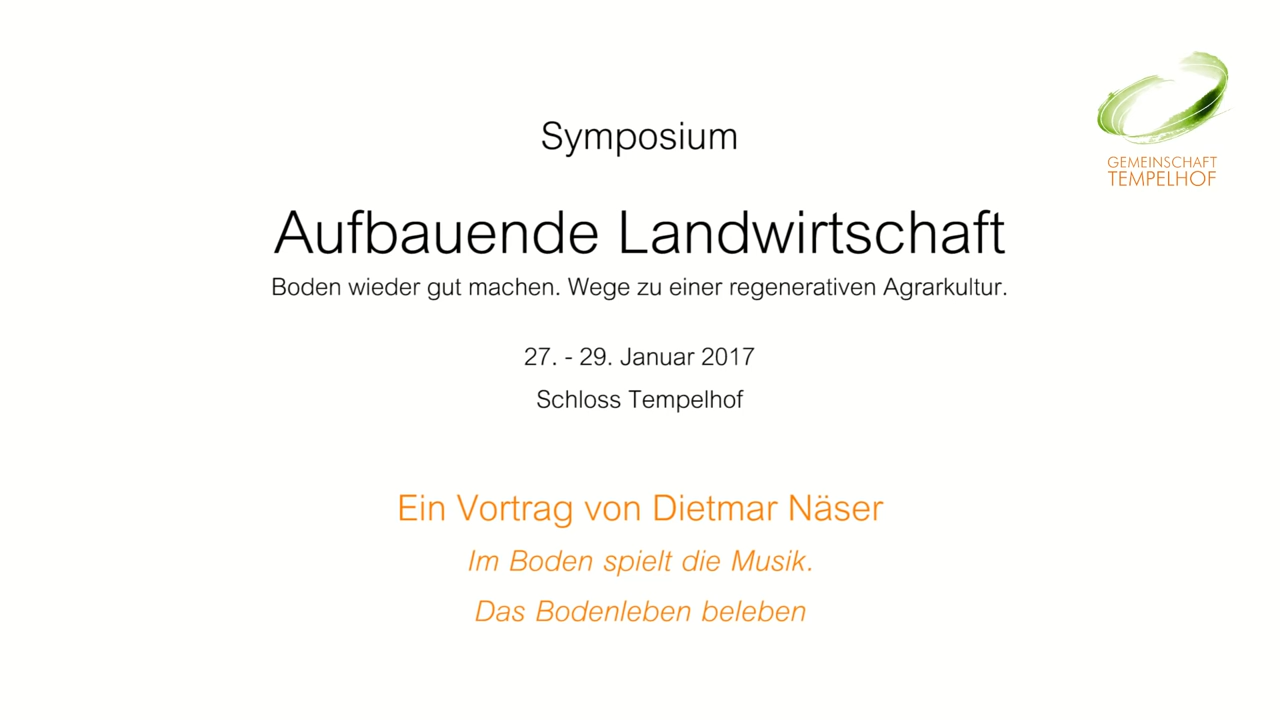 Symposium
GEMEINSCHAFT
TEMPELHOF
Aufbauende Landwirtschaft
Boden wieder gut machen. Wege zu einer regenerativen Agrarkultur.
27. - 29. Januar 2017
Schloss Tempelhof
Ein Vortrag von Dietmar Näser
Im Boden spielt die Musik.
Das Bodenleben beleben